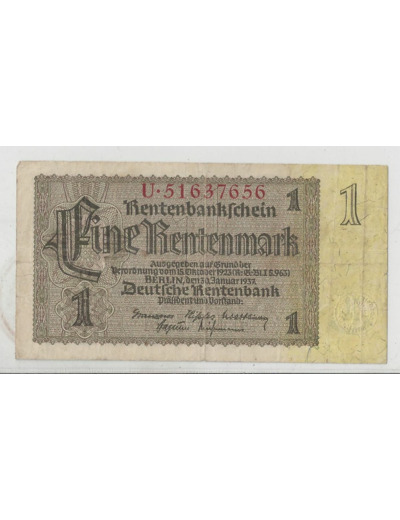 U·51637656
Rentenbankschein
1
1
Eine Rentenmark
Ausgegeben auf Grund der
Verordnung vom 15. Oktober 1923 (R.-G.-Bl. I S. 963)
BERLIN, den 30. Januar 1937
Deutsche Rentenbank
1
Präsident und Vorstand: